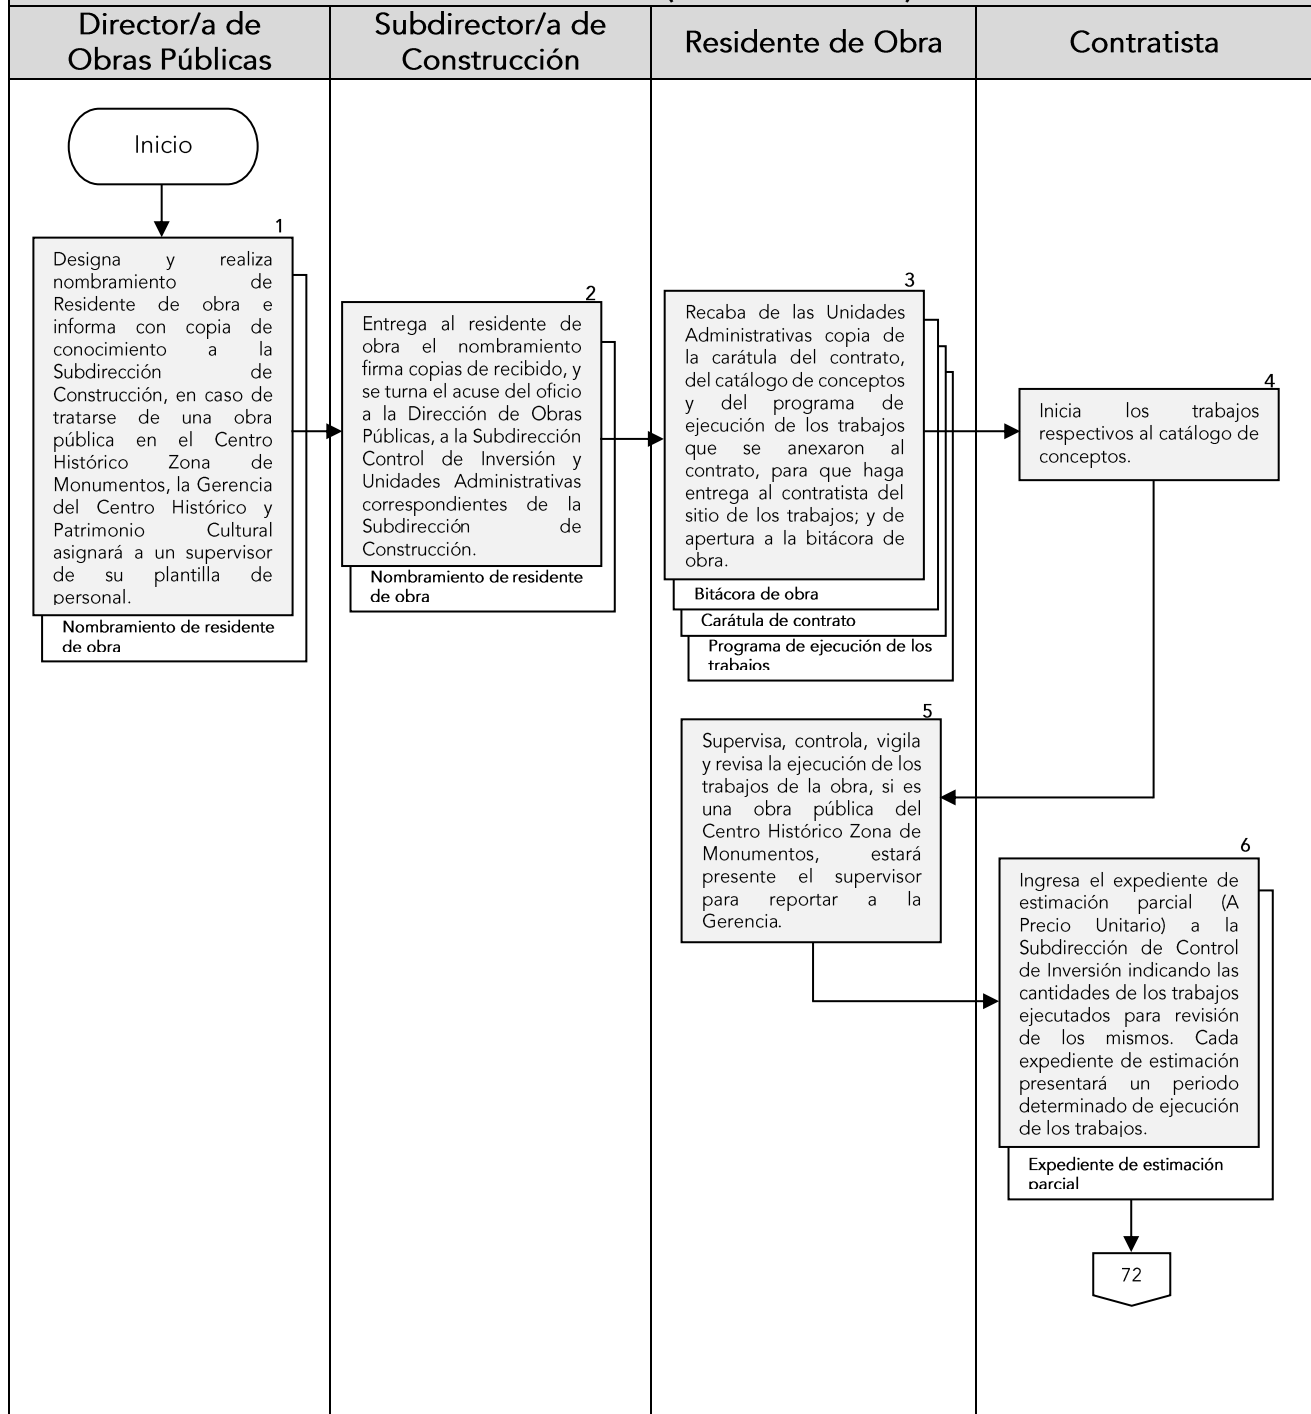 Director/a de
Obras Públicas
Subdirector/a de
Construcción
Residente de Obra
Contratista
Inicio
1
Designa y realiza
nombramiento de
Residente de obra e
informa con copia de
conocimiento a la
Subdirección de
Construcción, en caso de
tratarse de una obra
pública en el Centro
Histórico Zona de
Monumentos, la Gerencia
del Centro Histórico y
Patrimonio Cultural
asignará a un supervisor
de su plantilla de
personal.
Nombramiento de residente
de obra
2
Entrega al residente de
obra el nombramiento
firma copias de recibido, y
se turna el acuse del oficio
a la Dirección de Obras
Públicas, a la Subdirección
Control de Inversión y
Unidades Administrativas
correspondientes de la
Subdirección de
Construcción.
Nombramiento de residente
de obra
3
Recaba de las Unidades
Administrativas copia de
la carátula del contrato,
del catálogo de conceptos
y del programa de
ejecución de los trabajos
que se anexaron al
contrato, para que haga
entrega al contratista del
sitio de los trabajos; y de
apertura a la bitácora de
obra.
Bitácora de obra
Carátula de contrato
Programa de ejecución de los
trabajos
4
Inicia los trabajos
respectivos al catálogo de
conceptos.
5
Supervisa, controla, vigila
y revisa la ejecución de los
trabajos de la obra, si es
una obra pública del
Centro Histórico Zona de
Monumentos, estará
presente el supervisor
para reportar a la
Gerencia.
6
Ingresa el expediente de
estimación parcial (A
Precio Unitario) a la
Subdirección de Control
de Inversión indicando las
cantidades de los trabajos
ejecutados para revisión
de los mismos. Cada
expediente de estimación
presentará un periodo
determinado de ejecución
de los trabajos.
Expediente de estimación
parcial
72